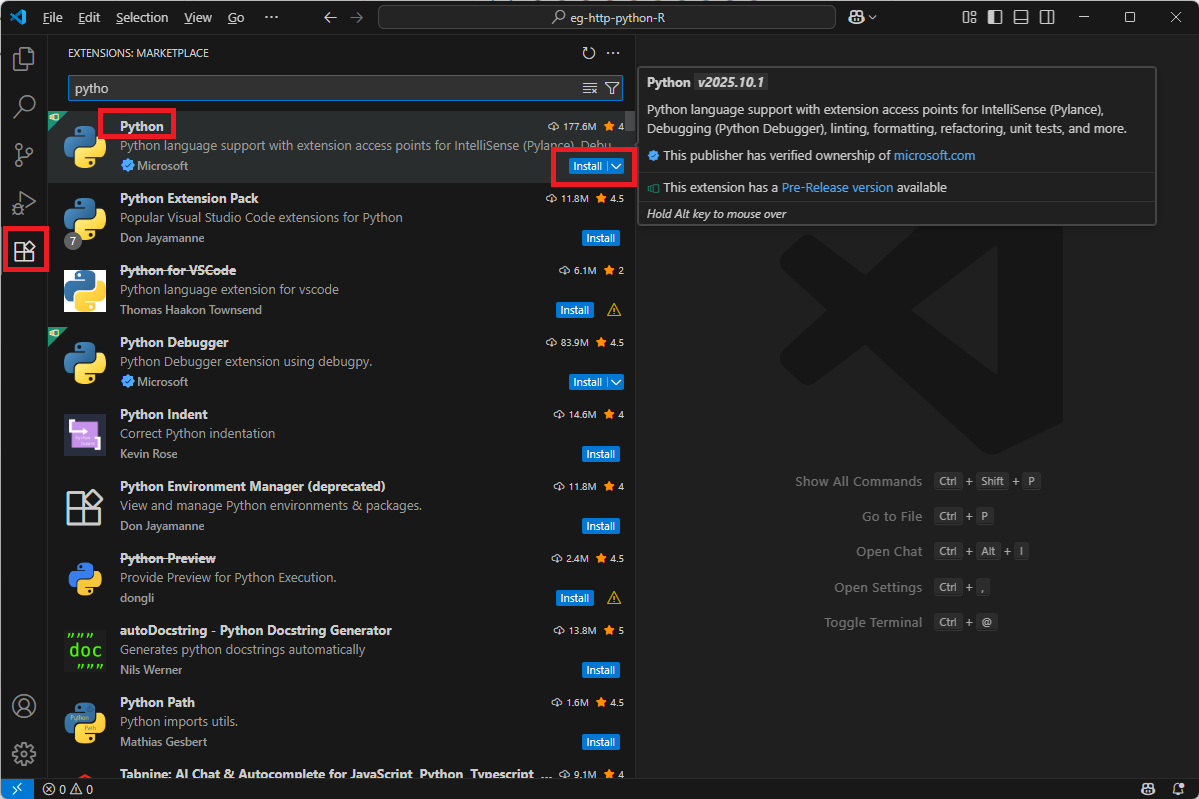 File Edit Selection View Go ··· eg-http-python-R
EXTENSIONS: MARKETPLACE
pytho
Python 177.6M 4
Python language support with extension access points for IntelliSense (Pylance), Debu
Microsoft Install
Python Extension Pack 11.8M 4.5
Popular Visual Studio Code extensions for Python
7 Don Jayamanne Install
Python for VSCode 6.1M 2
Python language extension for vscode
Thomas Haakon Townsend Install
Python Debugger 83.9M 4.5
Python Debugger extension using debugpy.
Microsoft Install
Python Indent 14.6M 4
Correct Python indentation
Kevin Rose Install
Python Environment Manager (deprecated) 11.8M 4
View and manage Python environments & packages.
Don Jayamanne Install
Python Preview 2.4M 4.5
Provide Preview for Python Execution.
dongli Install
"""
doc
"""
autoDocstring - Python Docstring Generator 13.8M 5
Generates python docstrings automatically
Nils Werner Install
Python
Path
Python Path 1.6M 4.5
Python imports utils.
Mathias Gesbert Install
Tabnine: AI Chat & Autocomplete for JavaScript, Python, Typescript, ... 9.1M 4
Python v2025.10.1
Python language support with extension access points for IntelliSense (Pylance),
Debugging (Python Debugger), linting, formatting, refactoring, unit tests, and more.
This publisher has verified ownership of microsoft.com
This extension has a Pre-Release version available
Hold Alt key to mouse over
Show All Commands Ctrl + Shift + P
Go to File Ctrl + P
Open Chat Ctrl + Alt + I
Open Settings Ctrl + ,
Toggle Terminal Ctrl + @
0 0